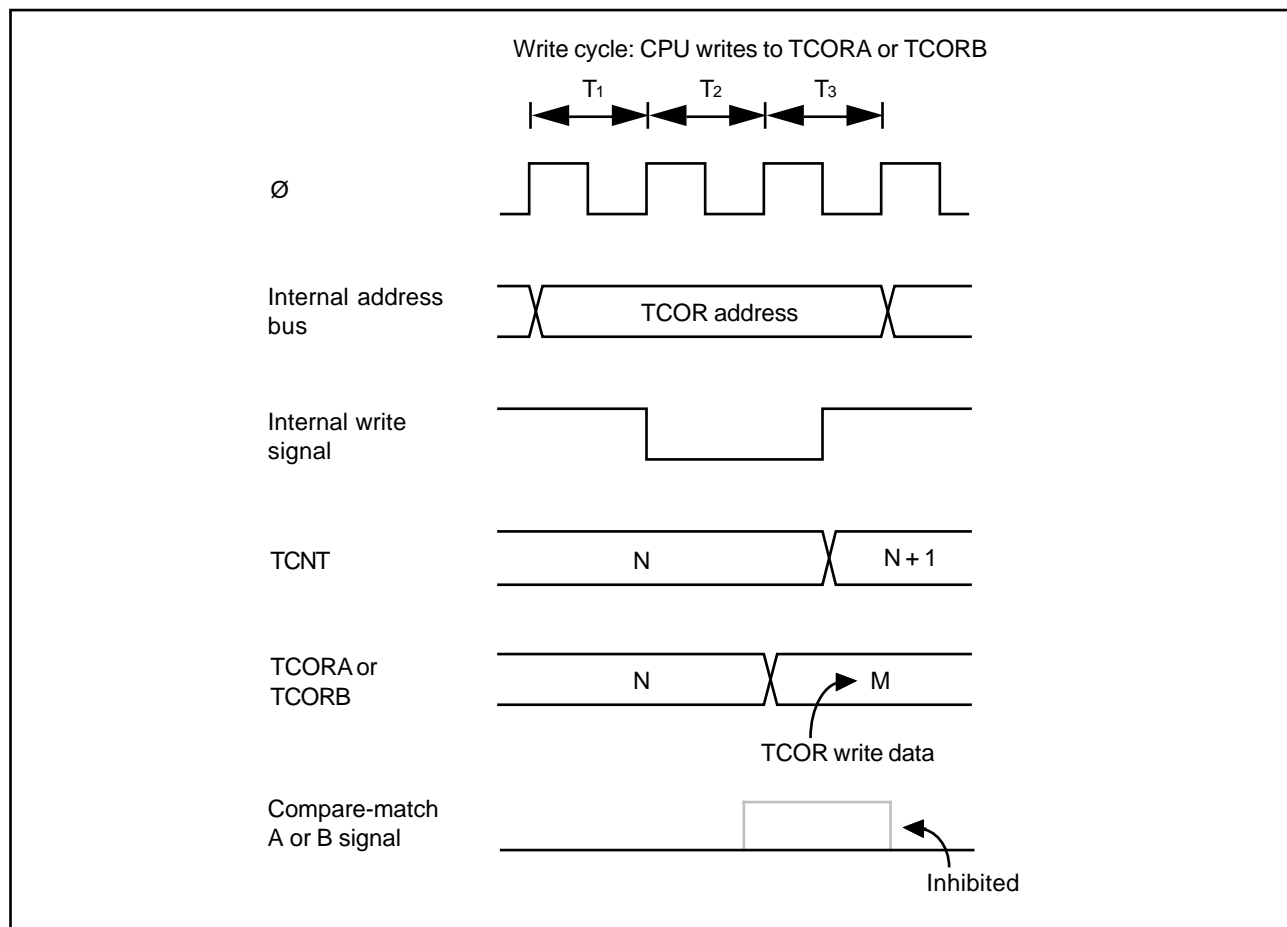 Write cycle: CPU writes to TCORA or TCORB
T1 T2 T3
Ø
Internal address
bus
TCOR address
Internal write
signal
TCNT
N
N + 1
TCORA or
TCORB
N
M
TCOR write data
Compare-match
A or B signal
Inhibited